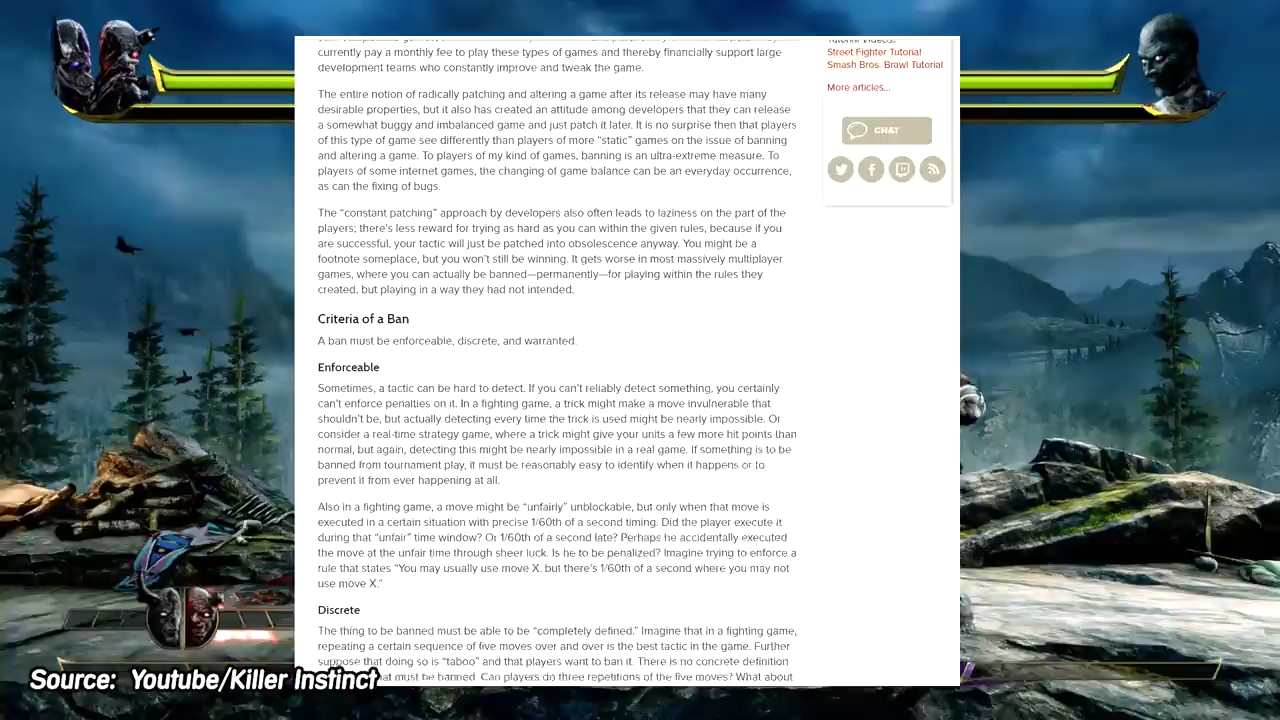 currently pay a monthly fee to play these types of games and thereby financially support large
development teams who constantly improve and tweak the game.
The entire notion of radically patching and altering a game after its release may have many
desirable properties, but it also has created an attitude among developers that they can release
a somewhat buggy and imbalanced game and just patch it later. It is no surprise then that players
of this type of game see differently than players of more “static” games on the issue of banning
and altering a game. To players of my kind of games, banning is an ultra-extreme measure. To
players of some internet games, the changing of game balance can be an everyday occurrence,
as can the fixing of bugs.
The “constant patching” approach by developers also often leads to laziness on the part of the
players; there’s less reward for trying as hard as you can within the given rules, because if you
are successful, your tactic will just be patched into obsolescence anyway. You might be a
footnote someplace, but you won’t still be winning. It gets worse in most massively multiplayer
games, where you can actually be banned—permanently—for playing within the rules they
created, but playing in a way they had not intended.
Criteria of a Ban
A ban must be enforceable, discrete, and warranted.
Enforceable
Sometimes, a tactic can be hard to detect. If you can’t reliably detect something, you certainly
can’t enforce penalties on it. In a fighting game, a trick might make a move invulnerable that
shouldn’t be, but actually detecting every time the trick is used might be nearly impossible. Or
consider a real-time strategy game, where a trick might give your units a few more hit points than
normal, but again, detecting this might be nearly impossible in a real game. If something is to be
banned from tournament play, it must be reasonably easy to identify when it happens or to
prevent it from ever happening at all.
Also in a fighting game, a move might be “unfairly” unblockable, but only when that move is
executed in a certain situation with precise 1/60th of a second timing. Did the player execute it
during that “unfair” time window? Or 1/60th of a second late? Perhaps he accidentally executed
the move at the unfair time through sheer luck. Is he to be penalized? Imagine trying to enforce a
rule that states “You may usually use move X, but there’s 1/60th of a second where you may not
use move X.”
Discrete
The thing to be banned must be able to be “completely defined.” Imagine that in a fighting game,
repeating a certain sequence of five moves over and over is the best tactic in the game. Further
suppose that doing so is “taboo” and that players want to ban it. There is no concrete definition
that must be banned. Can players do three repetitions of the five moves? What about
Tutorial Videos!!
Street Fighter Tutorial
Smash Bros. Brawl Tutorial
More articles...
CHAT
Source: Youtube/Killer Instinct